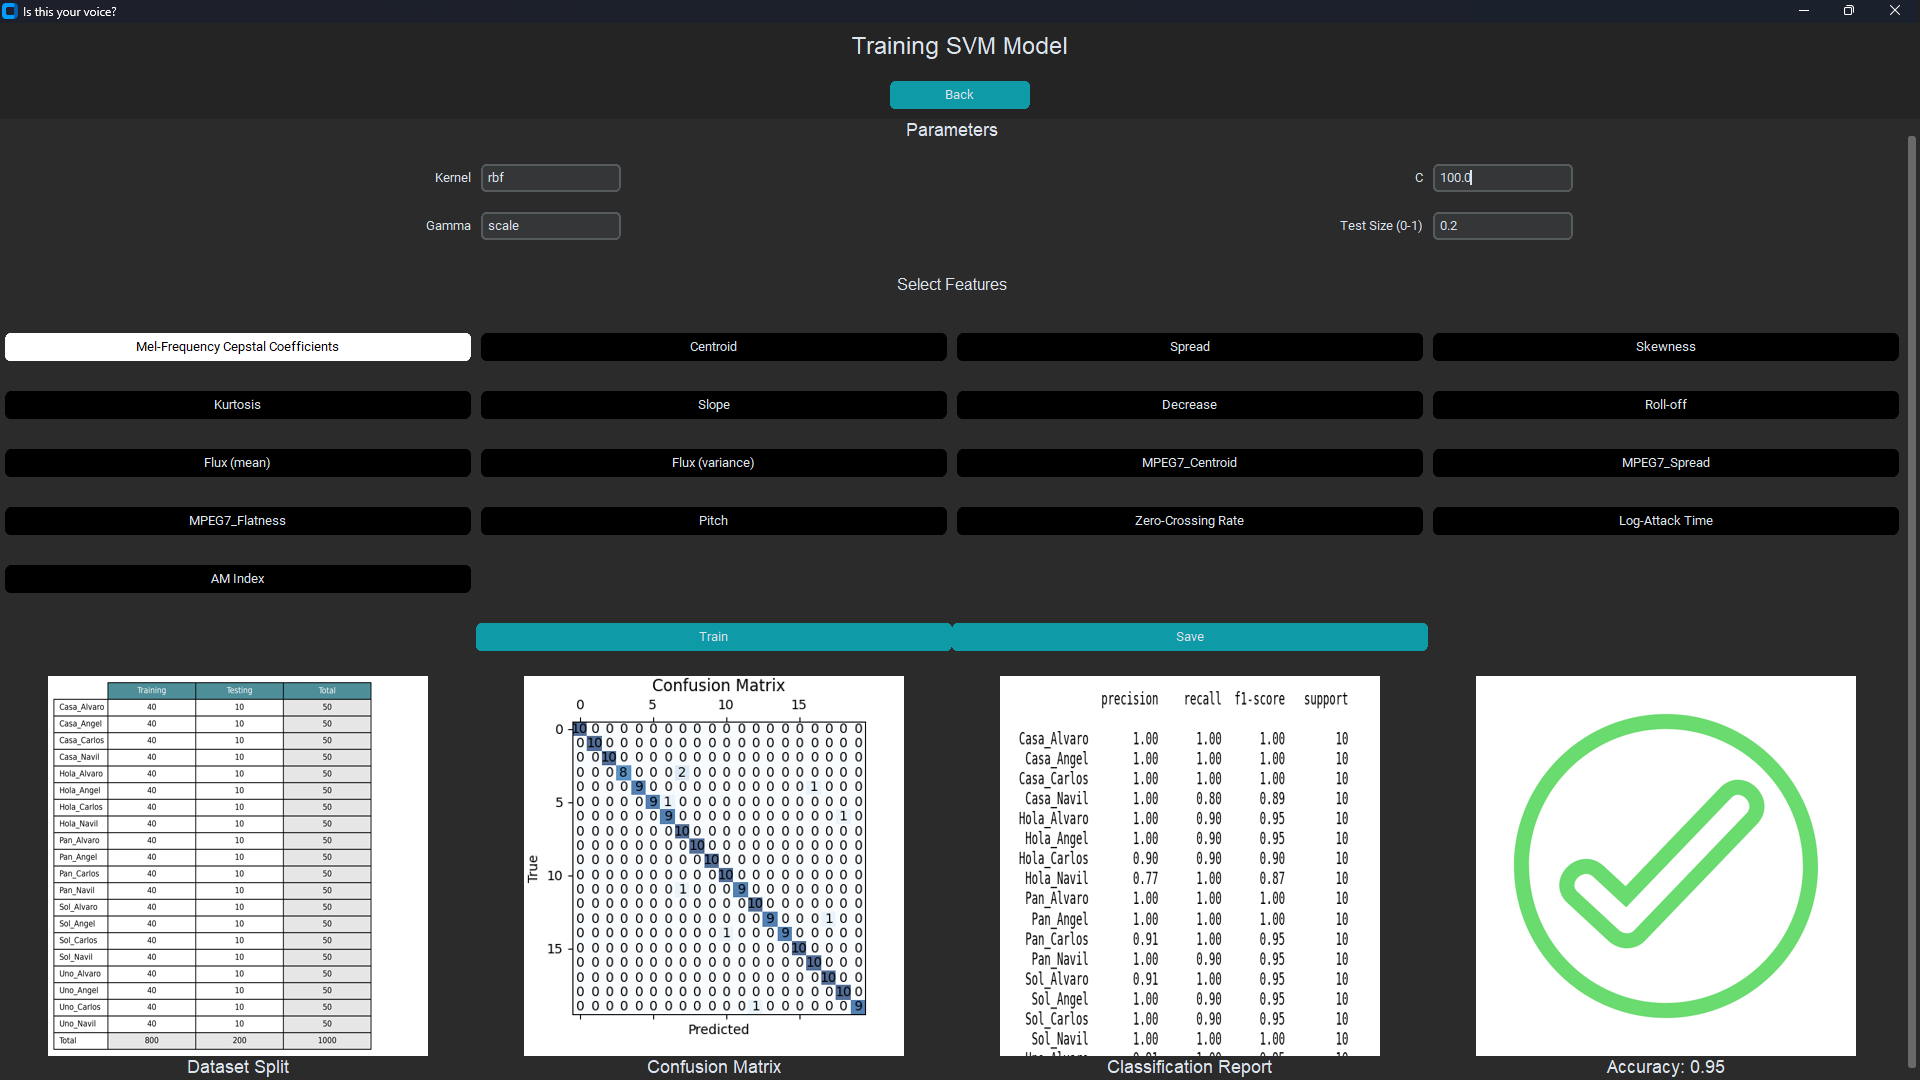 Is this your voice?
Training SVM Model
Back
Parameters
Kernel rbf C 100.0
Gamma scale Test Size (0-1) 0.2
Select Features
Mel-Frequency Cepstal Coefficients Centroid Spread Skewness
Kurtosis Slope Decrease Roll-off
Flux (mean) Flux (variance) MPEG7_Centroid MPEG7_Spread
MPEG7_Flatness Pitch Zero-Crossing Rate Log-Attack Time
AM Index
Train Save
Training Testing Total
Casa_Alvaro 40 10 50
Casa_Angel 40 10 50
Casa_Carlos 40 10 50
Casa_Navil 40 10 50
Hola_Alvaro 40 10 50
Hola_Angel 40 10 50
Hola_Carlos 40 10 50
Hola_Navil 40 10 50
Pan_Alvaro 40 10 50
Pan_Angel 40 10 50
Pan_Carlos 40 10 50
Pan_Navil 40 10 50
Sol_Alvaro 40 10 50
Sol_Angel 40 10 50
Sol_Carlos 40 10 50
Sol_Navil 40 10 50
Uno_Alvaro 40 10 50
Uno_Angel 40 10 50
Uno_Carlos 40 10 50
Uno_Navil 40 10 50
Total 800 200 1000
Dataset Split
Confusion Matrix
0 5 10 15
0 10 0 0 0 0 0 0 0 0 0 0 0 0 0 0 0 0 0 0 0
0 10 0 0 0 0 0 0 0 0 0 0 0 0 0 0 0 0 0 0
0 0 10 0 0 0 0 0 0 0 0 0 0 0 0 0 0 0 0 0
0 0 0 8 0 0 0 2 0 0 0 0 0 0 0 0 0 0 0 0
0 0 0 0 9 0 0 0 0 0 0 0 0 0 0 0 1 0 0 0
5 0 0 0 0 0 9 1 0 0 0 0 0 0 0 0 0 0 0 0 0
0 0 0 0 0 0 9 0 0 0 0 0 0 0 0 0 0 0 1 0
0 0 0 0 0 0 0 10 0 0 0 0 0 0 0 0 0 0 0 0
0 0 0 0 0 0 0 0 10 0 0 0 0 0 0 0 0 0 0 0
0 0 0 0 0 0 0 0 0 10 0 0 0 0 0 0 0 0 0 0
10 0 0 0 0 0 0 0 0 0 0 10 0 0 0 0 0 0 0 0 0
0 0 0 0 0 0 0 1 0 0 0 9 0 0 0 0 0 0 0 0
0 0 0 0 0 0 0 0 0 0 0 0 10 0 0 0 0 0 0 0
0 0 0 0 0 0 0 0 0 0 0 0 0 9 0 0 0 1 0 0
0 0 0 0 0 0 0 0 0 0 1 0 0 0 9 0 0 0 0 0
15 0 0 0 0 0 0 0 0 0 0 0 0 0 0 0 10 0 0 0 0
0 0 0 0 0 0 0 0 0 0 0 0 0 0 0 0 10 0 0 0
0 0 0 0 0 0 0 0 0 0 0 0 0 0 0 0 0 10 0 0
0 0 0 0 0 0 0 0 0 0 0 0 0 0 0 0 0 0 10 0
0 0 0 0 0 0 0 0 0 0 0 0 1 0 0 0 0 0 0 9
True
Predicted
Confusion Matrix
precision recall f1-score support
Casa_Alvaro 1.00 1.00 1.00 10
Casa_Angel 1.00 1.00 1.00 10
Casa_Carlos 1.00 1.00 1.00 10
Casa_Navil 1.00 0.80 0.89 10
Hola_Alvaro 1.00 0.90 0.95 10
Hola_Angel 1.00 0.90 0.95 10
Hola_Carlos 0.90 0.90 0.90 10
Hola_Navil 0.77 1.00 0.87 10
Pan_Alvaro 1.00 1.00 1.00 10
Pan_Angel 1.00 1.00 1.00 10
Pan_Carlos 0.91 1.00 0.95 10
Pan_Navil 1.00 0.90 0.95 10
Sol_Alvaro 0.91 1.00 0.95 10
Sol_Angel 1.00 0.90 0.95 10
Sol_Carlos 1.00 0.90 0.95 10
Sol_Navil 1.00 1.00 1.00 10
Classification Report
Accuracy: 0.95